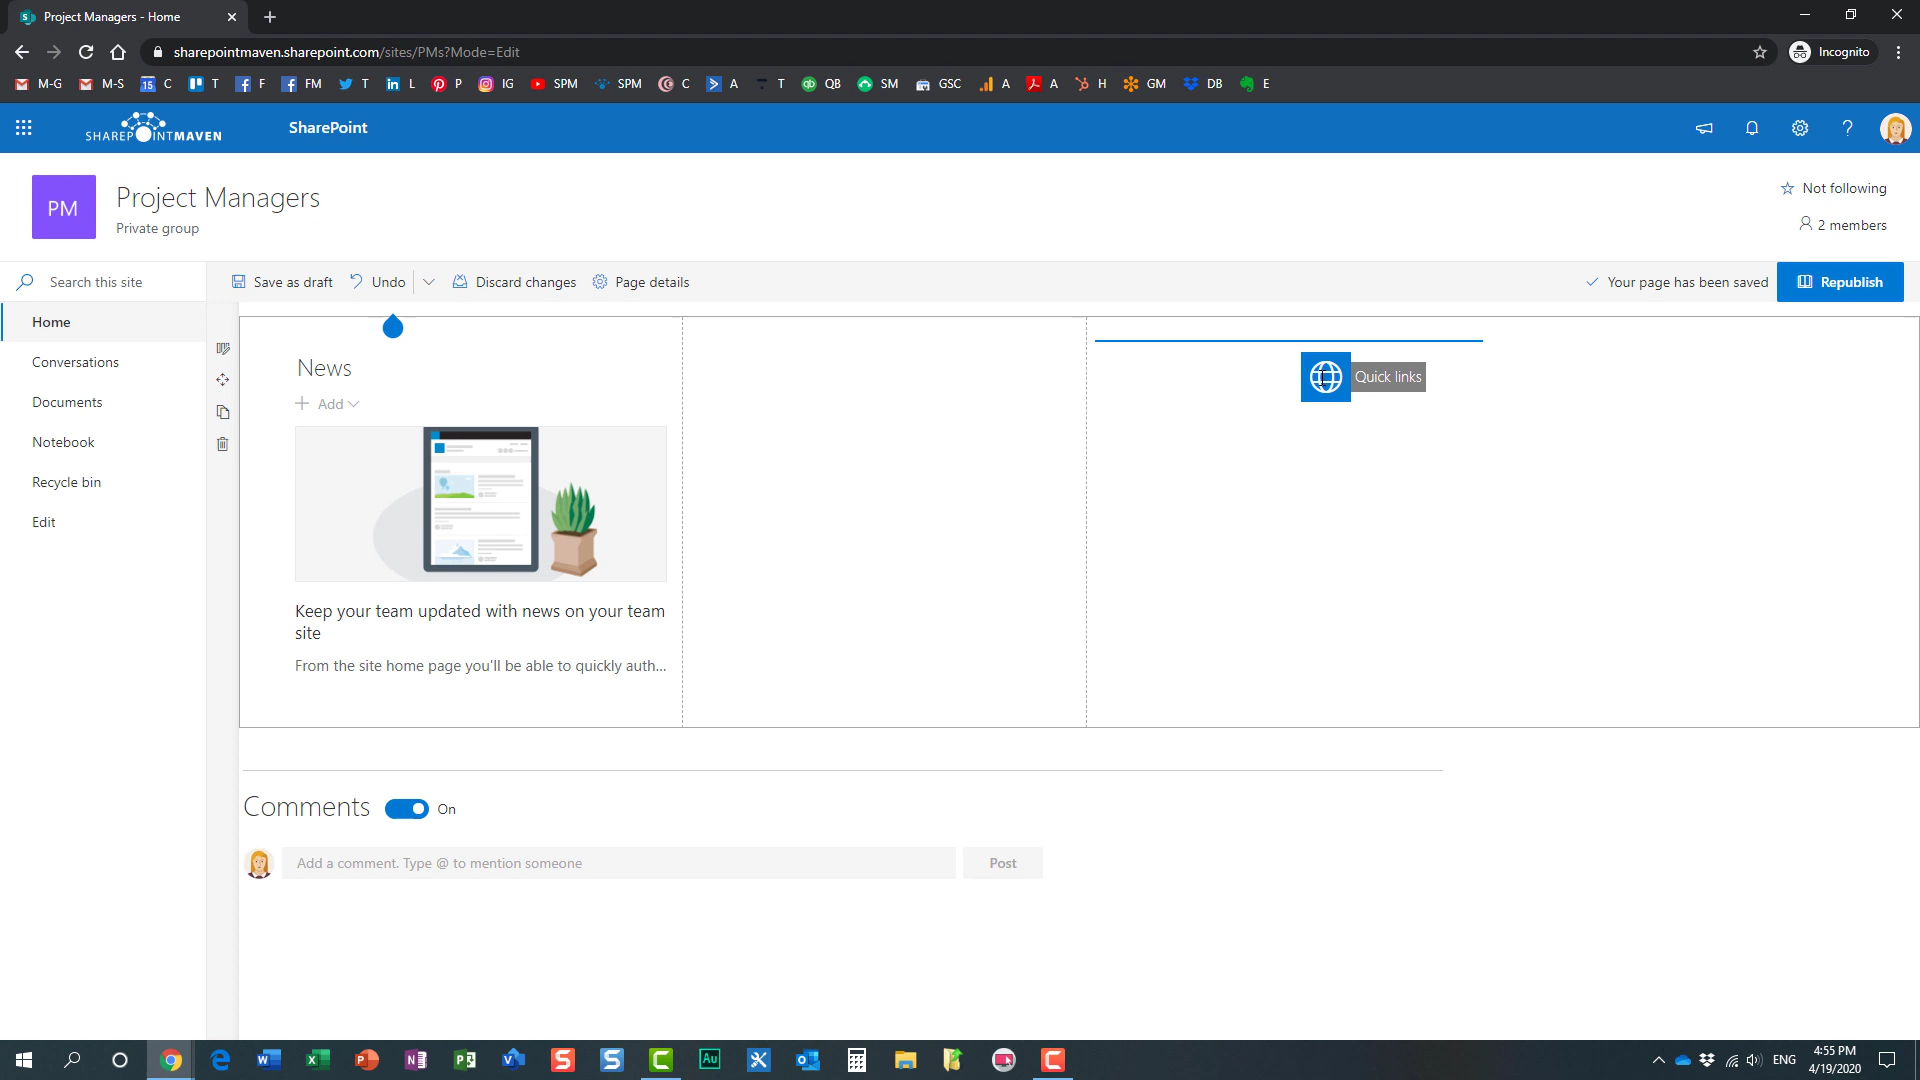 Project Managers - Home
sharepointmaven.sharepoint.com/sites/PMs?Mode=Edit
Incognito
M-G M-S 15 C T F FM T L P IG SPM SPM C A T QB SM GSC A A H GM DB E
SHAREPOINTMAVEN
SharePoint
PM
Project Managers
Private group
Not following
2 members
Search this site
Save as draft
Undo
Discard changes
Page details
Your page has been saved
Republish
Home
Conversations
Documents
Notebook
Recycle bin
Edit
News
Add
Quick links
Keep your team updated with news on your team
site
From the site home page you'll be able to quickly auth...
Comments
On
Add a comment. Type @ to mention someone
Post
ENG
4:55 PM
4/19/2020